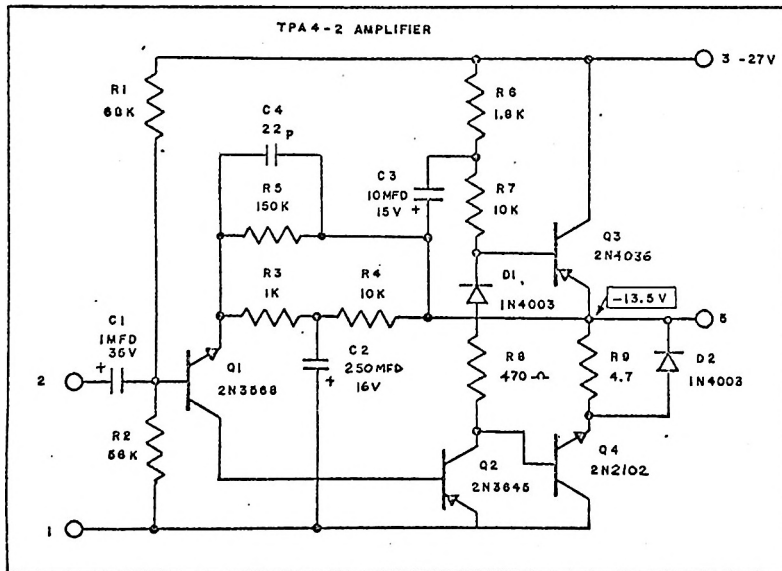 TPA4-2 AMPLIFIER
3 -27V
R1
68K
R6
1.8K
C4
22p
C3
10MFD
15V
+
R7
10K
R5
150K
Q3
2N4036
R3
1K
R4
10K
D1
1N4003
-13.5V
5
C1
1MFD
35V
+
C2
250MFD
16V
+
R8
470-Ω
R9
4.7
D2
1N4003
2
Q1
2N3568
R2
56K
Q2
2N3645
Q4
2N2102
1